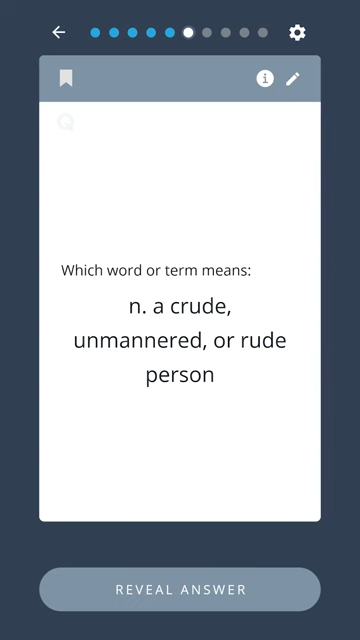 Which word or term means:
n. a crude,
unmannered, or rude
person
REVEAL ANSWER